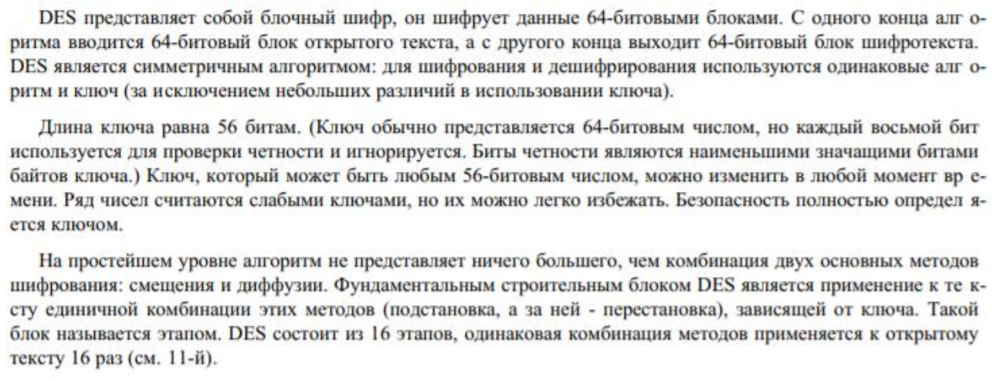 DES представляет собой блочный шифр, он шифрует данные 64-битовыми блоками. С одного конца алг о-
ритма вводится 64-битовый блок открытого текста, а с другого конца выходит 64-битовый блок шифротекста.
DES является симметричным алгоритмом: для шифрования и дешифрирования используются одинаковые алг о-
ритм и ключ (за исключением небольших различий в использовании ключа).
Длина ключа равна 56 битам. (Ключ обычно представляется 64-битовым числом, но каждый восьмой бит
используется для проверки четности и игнорируется. Биты четности являются наименьшими значащими битами
байтов ключа.) Ключ, который может быть любым 56-битовым числом, можно изменить в любой момент вр е-
мени. Ряд чисел считаются слабыми ключами, но их можно легко избежать. Безопасность полностью определ я-
ется ключом.
На простейшем уровне алгоритм не представляет ничего большего, чем комбинация двух основных методов
шифрования: смещения и диффузии. Фундаментальным строительным блоком DES является применение к те к-
сту единичной комбинации этих методов (подстановка, а за ней - перестановка), зависящей от ключа. Такой
блок называется этапом. DES состоит из 16 этапов, одинаковая комбинация методов применяется к открытому
тексту 16 раз (см. 11-й).